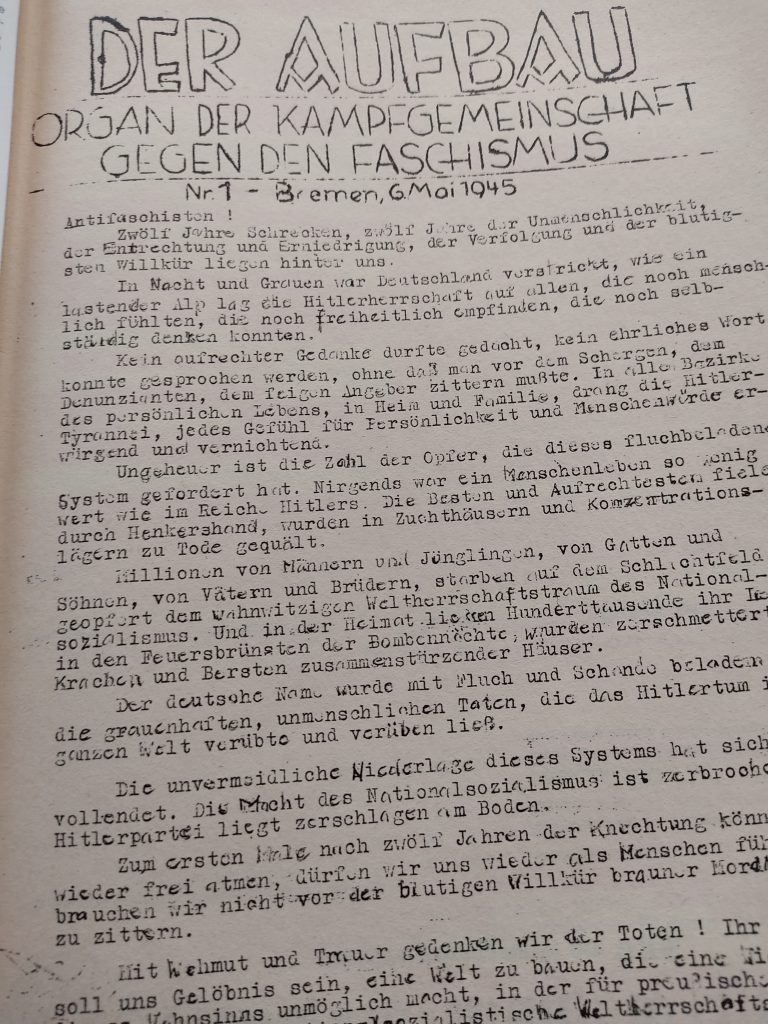 DER AUFBAU
ORGAN DER KAMPFGEMEINSCHAFT
GEGEN DEN FASCHISMUS
Nr.1 - Bremen, 6.Mai 1945
Antifaschisten !
Zwölf Jahre Schrecken, zwölf Jahre der Unmenschlichkeit,
der Entrechtung und Erniedrigung, der Verfolgung und der blutig-
sten Willkür liegen hinter uns.
In Nacht und Grauen war Deutschland verstrickt, wie ein
lastender Alp lag die Hitlerherrschaft auf allen, die noch mensch-
lich fühlten, die noch freiheitlich empfinden, die noch selb-
ständig denken konnten.
Kein aufrechter Gedanke durfte gedacht, kein ehrliches Wort
konnte gesprochen werden, ohne daß man vor dem Schergen, dem
Denunzianten, dem feigen Angeber zittern mußte. In alle Bezirke
des persönlichen Lebens, in Heim und Familie, drang die Hitler-
Tyrannei, jedes Gefühl für Persönlichkeit und Menschenwürde er-
würgend und vernichtend.
Ungeheuer ist die Zahl der Opfer, die dieses fluchbeladene
System gefordert hat. Nirgends war ein Menschenleben so wenig
wert wie im Reiche Hitlers. Die Besten und Aufrechtesten fiele
durch Henkershand, wurden in Zuchthäusern und Konzentrations-
lägern zu Tode gequält.
Millionen von Männern und Jünglingen, von Gatten und
Söhnen, von Vätern und Brüdern, starben auf dem Schlachtfeld
geopfert dem wahnwitzigen Weltherrschaftstraum des National-
sozialismus. Und in der Heimat ließen Hunderttausende ihr Le
in den Feuersbrünsten der Bombennächte, wurden zerschmettert
Krachen und Bersten zusammenstürzender Häuser.
Der deutsche Name wurde mit Fluch und Schande beladen
die grauenhaften, unmenschlichen Taten, die das Hitlertum i
ganzen Welt verübte und verüben ließ.
Die unvermeidliche Niederlage dieses Systems hat sich
vollendet. Die Macht des Nationalsozialismus ist zerbroche
Hitlerpartei liegt zerschlagen am Boden.
Zum ersten Male nach zwölf Jahren der Knechtung könn
wieder frei atmen, dürfen wir uns wieder als Menschen füh
brauchen wir nicht vor der blutigen Willkür brauner Mord
zu zittern.
Mit Wehmut und Trauer gedenken wir der Toten ! Ihr
soll uns Gelöbnis sein, eine Welt zu bauen, die eine Wi
Wahnsinns unmöglich macht, in der für preußische
Weltherrschafts